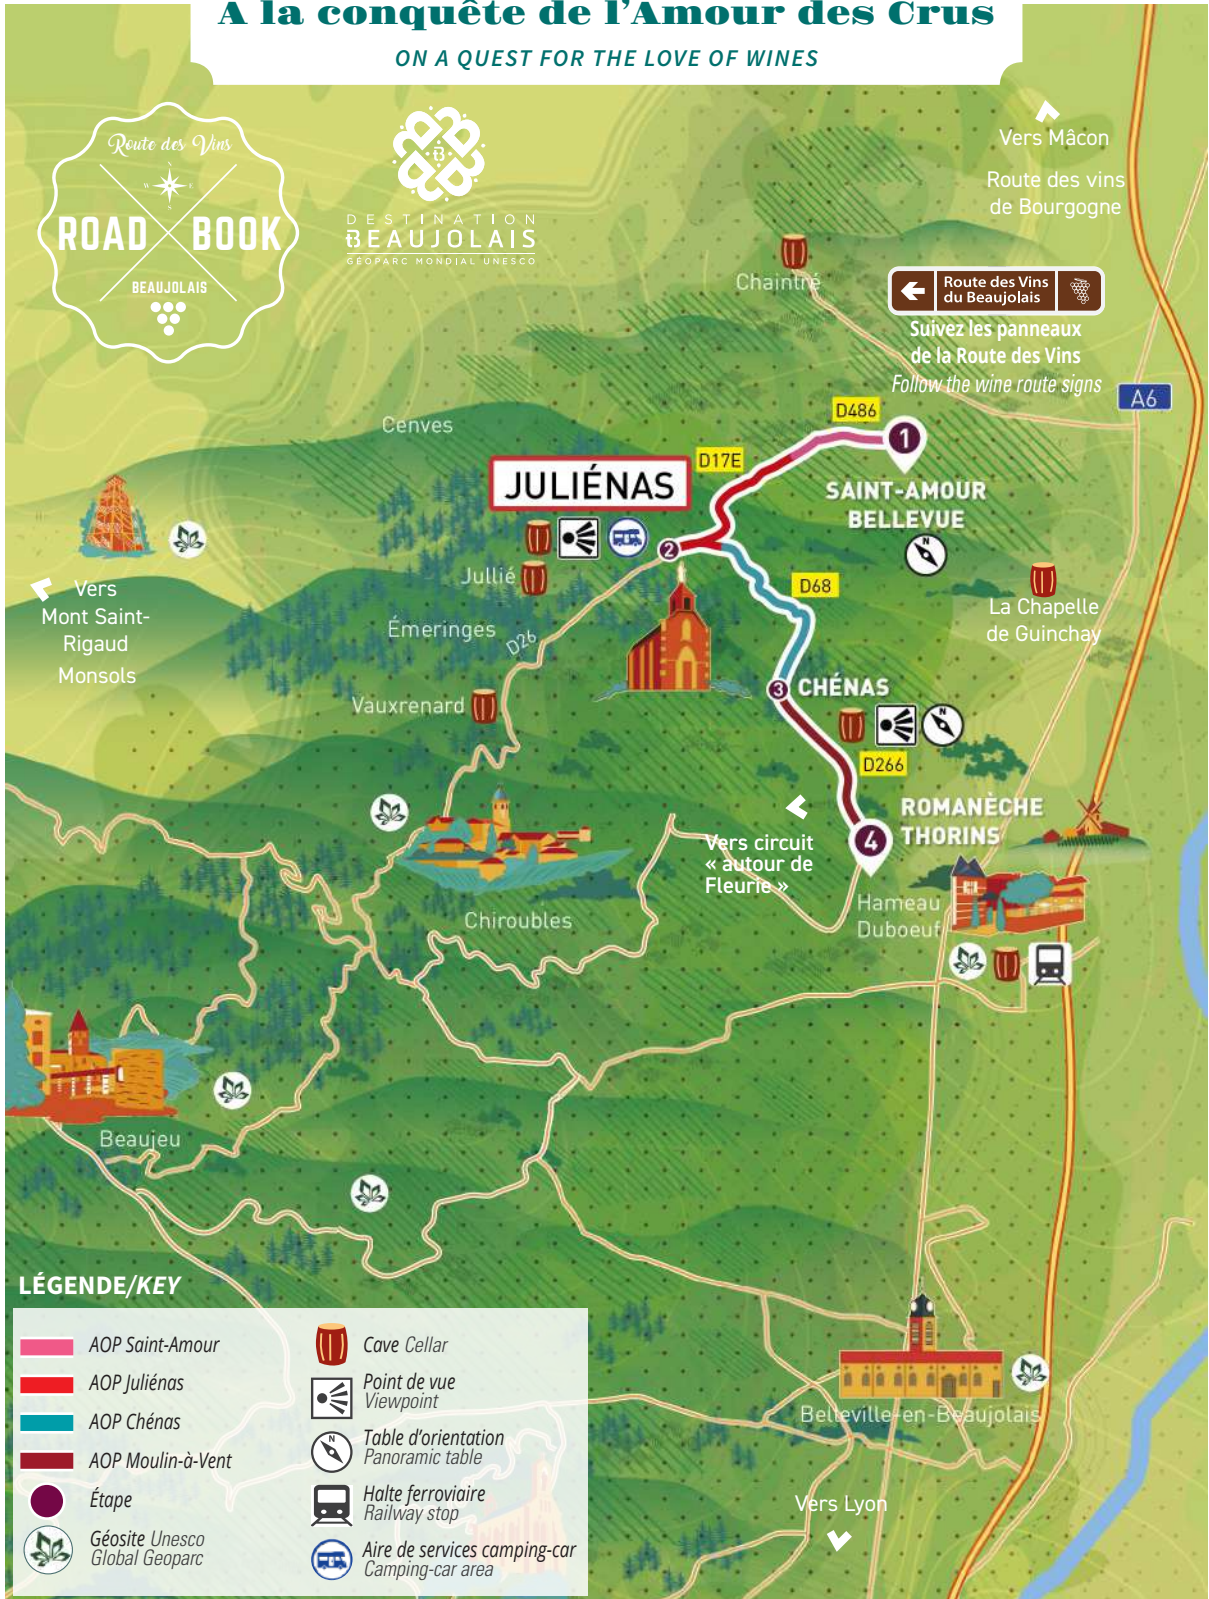 A la conquête de l'Amour des Crus
ON A QUEST FOR THE LOVE OF WINES
Route des Vins
N
W E
ROAD BOOK
BEAUJOLAIS
DESTINATION
BEAUJOLAIS
GÉOPARC MONDIAL UNESCO
Vers Mâcon
Route des vins
de Bourgogne
Chaintré
Route des Vins
du Beaujolais
Suivez les panneaux
de la Route des Vins
Follow the wine route signs
A6
Cenves
D486
1
D17E
JULIÉNAS
SAINT-AMOUR
BELLEVUE
N
2
Jullié
D68
La Chapelle
de Guinchay
Vers
Mont Saint-
Rigaud
Monsols
Émeringes
D26
3 CHÉNAS
Vauxrenard
N
D266
ROMANÈCHE
THORINS
4
Vers circuit
« autour de
Fleurie »
Hameau
Duboeuf
Chiroubles
Beaujeu
Belleville-en-Beaujolais
Vers Lyon
LÉGENDE/KEY
AOP Saint-Amour
AOP Juliénas
AOP Chénas
AOP Moulin-à-Vent
Étape
Géosite Unesco
Global Geoparc
Cave Cellar
Point de vue
Viewpoint
N
Table d'orientation
Panoramic table
Halte ferroviaire
Railway stop
Aire de services camping-car
Camping-car area